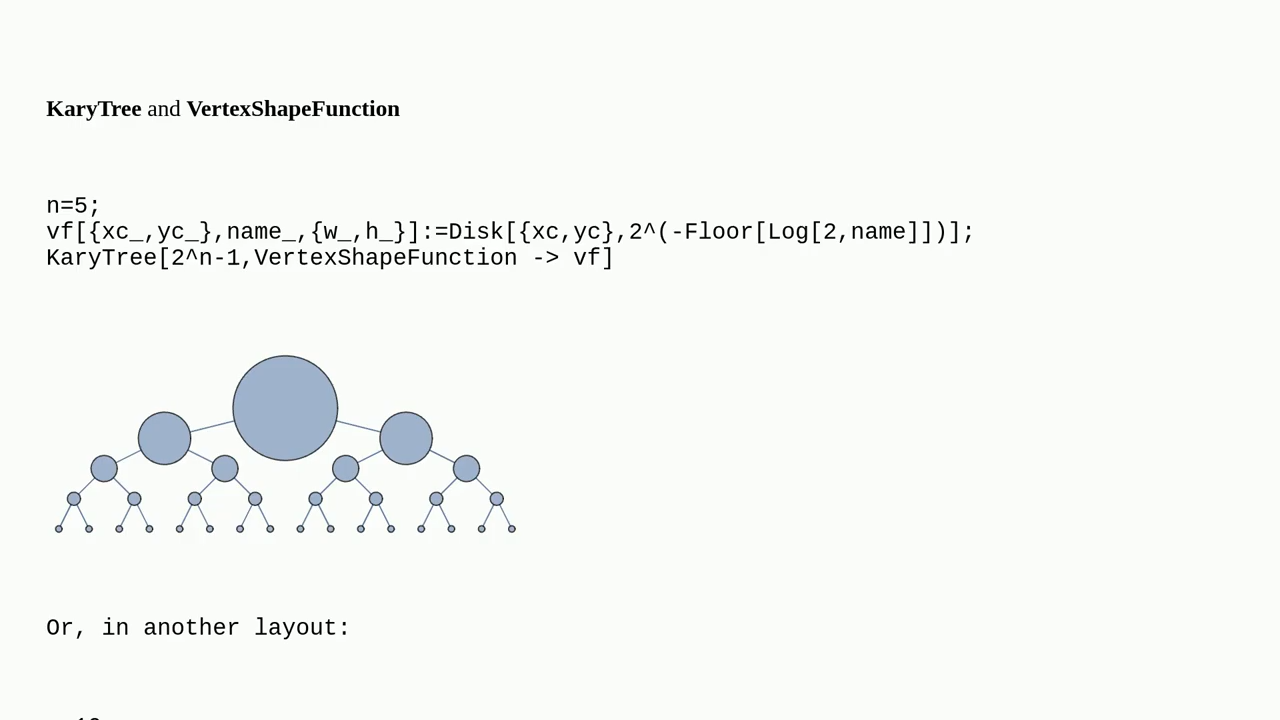 KaryTree and VertexShapeFunction
n=5;
vf[{xc_,yc_},name_,{w_,h_}]:=Disk[{xc,yc},2^(-Floor[Log[2,name]])];
KaryTree[2^n-1,VertexShapeFunction -> vf]
Or, in another layout: